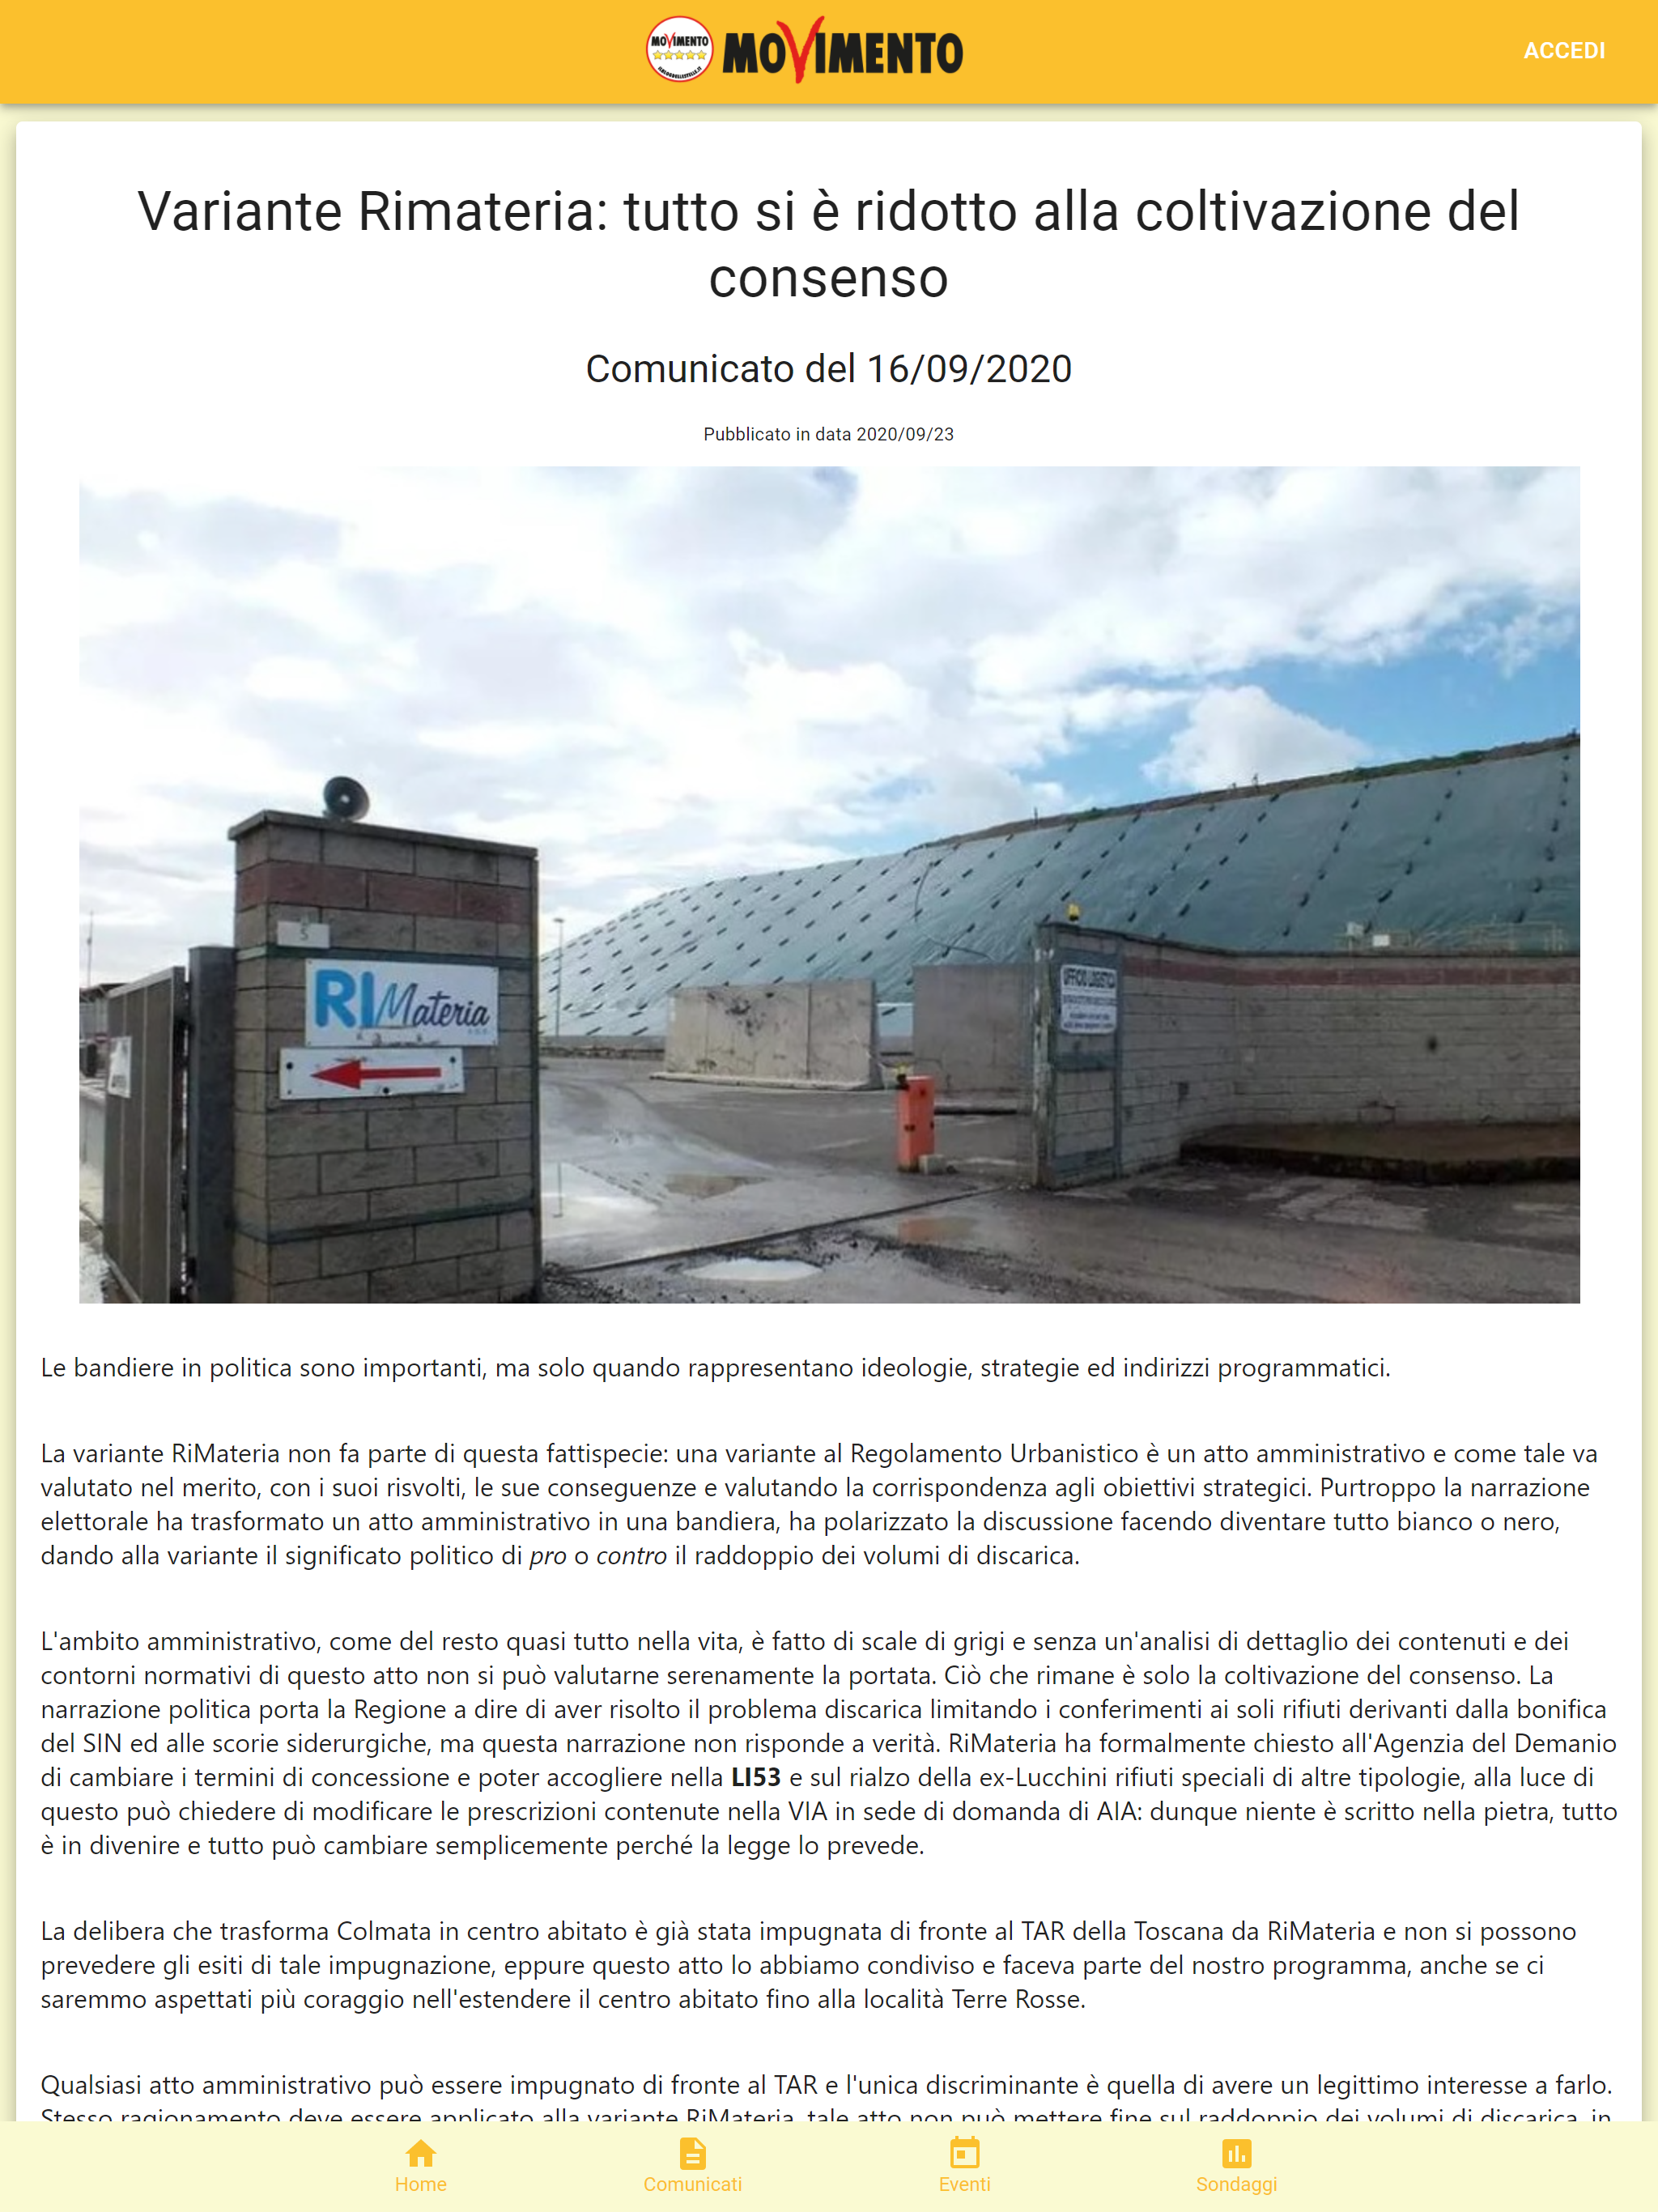 MOVIMENTO
ILBLOGDELLESTELLE.IT
MOVIMENTO
ACCEDI
Variante Rimateria: tutto si è ridotto alla coltivazione del
consenso
Comunicato del 16/09/2020
Pubblicato in data 2020/09/23
5
RIMateria
UFFICIO LOGISTICA
Le bandiere in politica sono importanti, ma solo quando rappresentano ideologie, strategie ed indirizzi programmatici.
La variante RiMateria non fa parte di questa fattispecie: una variante al Regolamento Urbanistico è un atto amministrativo e come tale va
valutato nel merito, con i suoi risvolti, le sue conseguenze e valutando la corrispondenza agli obiettivi strategici. Purtroppo la narrazione
elettorale ha trasformato un atto amministrativo in una bandiera, ha polarizzato la discussione facendo diventare tutto bianco o nero,
dando alla variante il significato politico di pro o contro il raddoppio dei volumi di discarica.
L'ambito amministrativo, come del resto quasi tutto nella vita, è fatto di scale di grigi e senza un'analisi di dettaglio dei contenuti e dei
contorni normativi di questo atto non si può valutarne serenamente la portata. Ciò che rimane è solo la coltivazione del consenso. La
narrazione politica porta la Regione a dire di aver risolto il problema discarica limitando i conferimenti ai soli rifiuti derivanti dalla bonifica
del SIN ed alle scorie siderurgiche, ma questa narrazione non risponde a verità. RiMateria ha formalmente chiesto all'Agenzia del Demanio
di cambiare i termini di concessione e poter accogliere nella LI53 e sul rialzo della ex-Lucchini rifiuti speciali di altre tipologie, alla luce di
questo può chiedere di modificare le prescrizioni contenute nella VIA in sede di domanda di AIA: dunque niente è scritto nella pietra, tutto
è in divenire e tutto può cambiare semplicemente perché la legge lo prevede.
La delibera che trasforma Colmata in centro abitato è già stata impugnata di fronte al TAR della Toscana da RiMateria e non si possono
prevedere gli esiti di tale impugnazione, eppure questo atto lo abbiamo condiviso e faceva parte del nostro programma, anche se ci
saremmo aspettati più coraggio nell'estendere il centro abitato fino alla località Terre Rosse.
Qualsiasi atto amministrativo può essere impugnato di fronte al TAR e l'unica discriminante è quella di avere un legittimo interesse a farlo.
Stesso ragionamento deve essere applicato alla variante RiMateria, tale atto non può mettere fine sul raddoppio dei volumi di discarica, in
Home
Comunicati
Eventi
Sondaggi